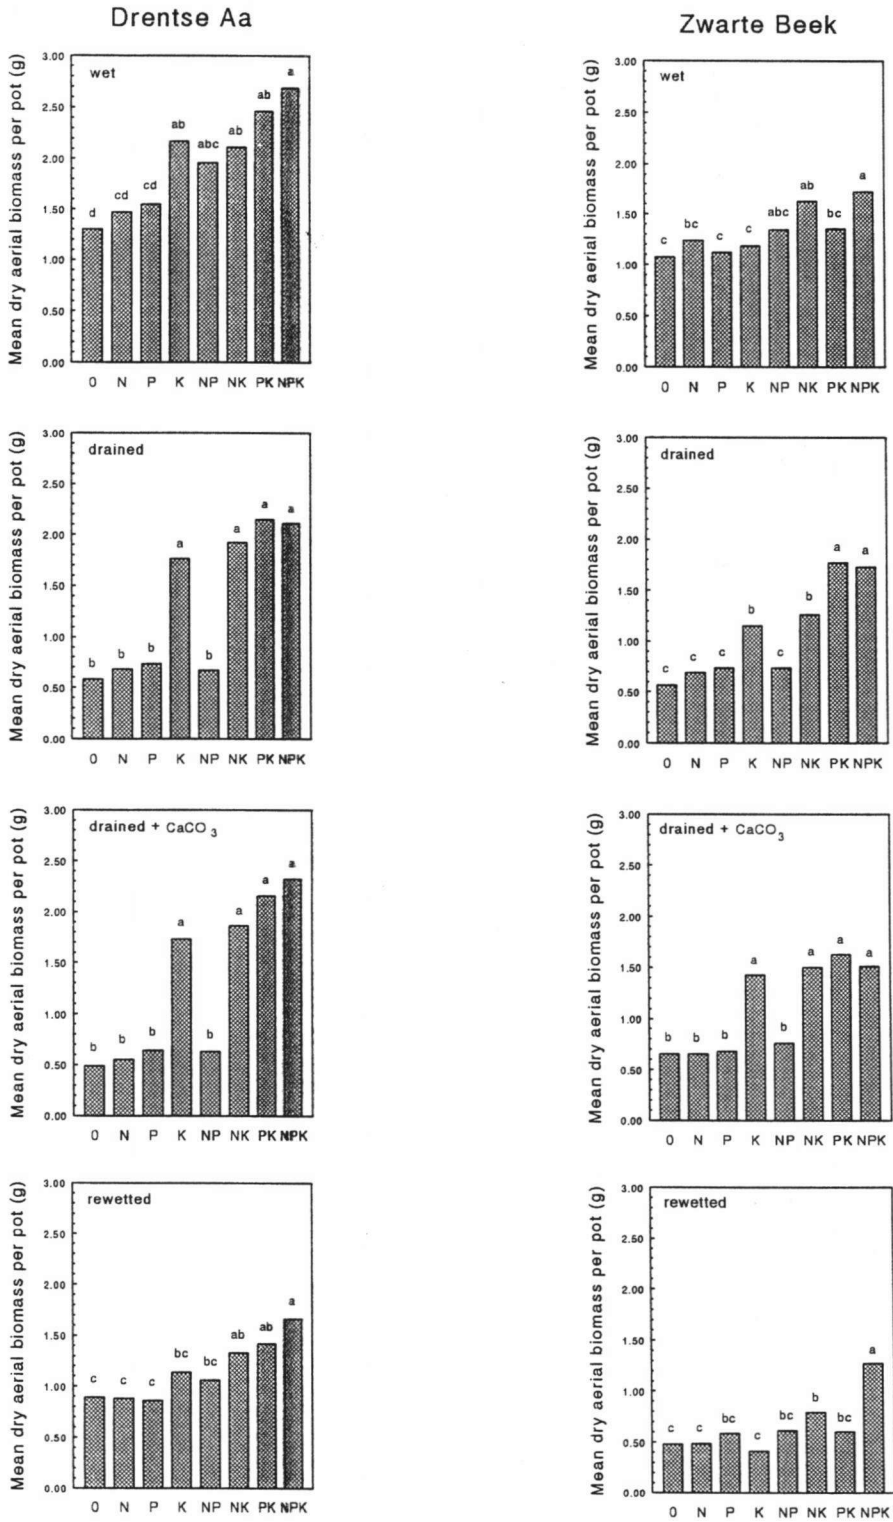 Drentse Aa
Mean dry aerial biomass per pot (g)
3.00
2.50
2.00
1.50
1.00
0.50
0.00
wet
d cd cd ab abc ab ab a
0 N P K NP NK PK NPK
Mean dry aerial biomass per pot (g)
3.00
2.50
2.00
1.50
1.00
0.50
0.00
drained
b b b a b a a a
0 N P K NP NK PK NPK
Mean dry aerial biomass per pot (g)
3.00
2.50
2.00
1.50
1.00
0.50
0.00
drained + CaCO3
b b b a b a a a
0 N P K NP NK PK NPK
Mean dry aerial biomass per pot (g)
3.00
2.50
2.00
1.50
1.00
0.50
0.00
rewetted
c c c bc bc ab ab a
0 N P K NP NK PK NPK
Zwarte Beek
Mean dry aerial biomass per pot (g)
3.00
2.50
2.00
1.50
1.00
0.50
0.00
wet
c bc c c abc ab bc a
0 N P K NP NK PK NPK
Mean dry aerial biomass per pot (g)
3.00
2.50
2.00
1.50
1.00
0.50
0.00
drained
c c c b c b a a
0 N P K NP NK PK NPK
Mean dry aerial biomass per pot (g)
3.00
2.50
2.00
1.50
1.00
0.50
0.00
drained + CaCO3
b b b a b a a a
0 N P K NP NK PK NPK
Mean dry aerial biomass per pot (g)
3.00
2.50
2.00
1.50
1.00
0.50
0.00
rewetted
c c bc c bc b bc a
0 N P K NP NK PK NPK